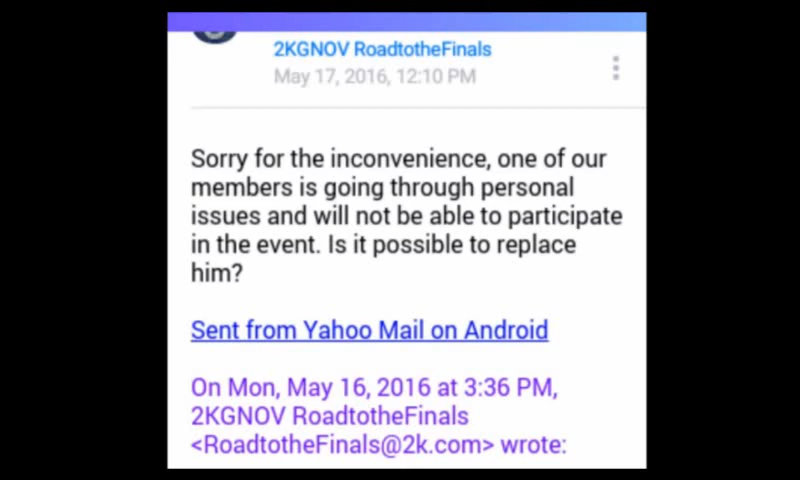 2KGNOV RoadtotheFinals
May 17, 2016, 12:10 PM
Sorry for the inconvenience, one of our
members is going through personal
issues and will not be able to participate
in the event. Is it possible to replace
him?
Sent from Yahoo Mail on Android
On Mon, May 16, 2016 at 3:36 PM,
2KGNOV RoadtotheFinals
<RoadtotheFinals@2k.com> wrote: